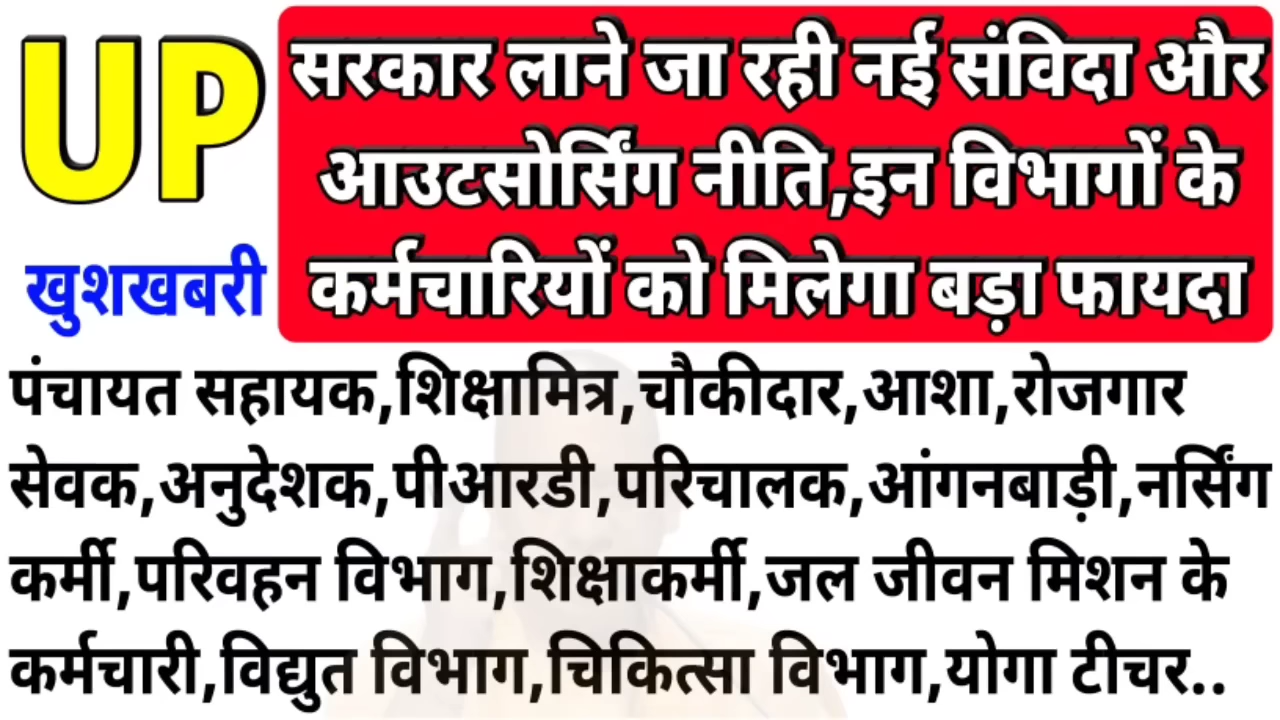 UP
खुशखबरी
सरकार लाने जा रही नई संविदा और
आउटसोर्सिंग नीति,इन विभागों के
कर्मचारियों को मिलेगा बड़ा फायदा
पंचायत सहायक,शिक्षामित्र,चौकीदार,आशा,रोजगार
सेवक,अनुदेशक,पीआरडी,परिचालक,आंगनबाड़ी,नर्सिंग
कर्मी,परिवहन विभाग,शिक्षाकर्मी,जल जीवन मिशन के
कर्मचारी,विद्युत विभाग,चिकित्सा विभाग,योगा टीचर..